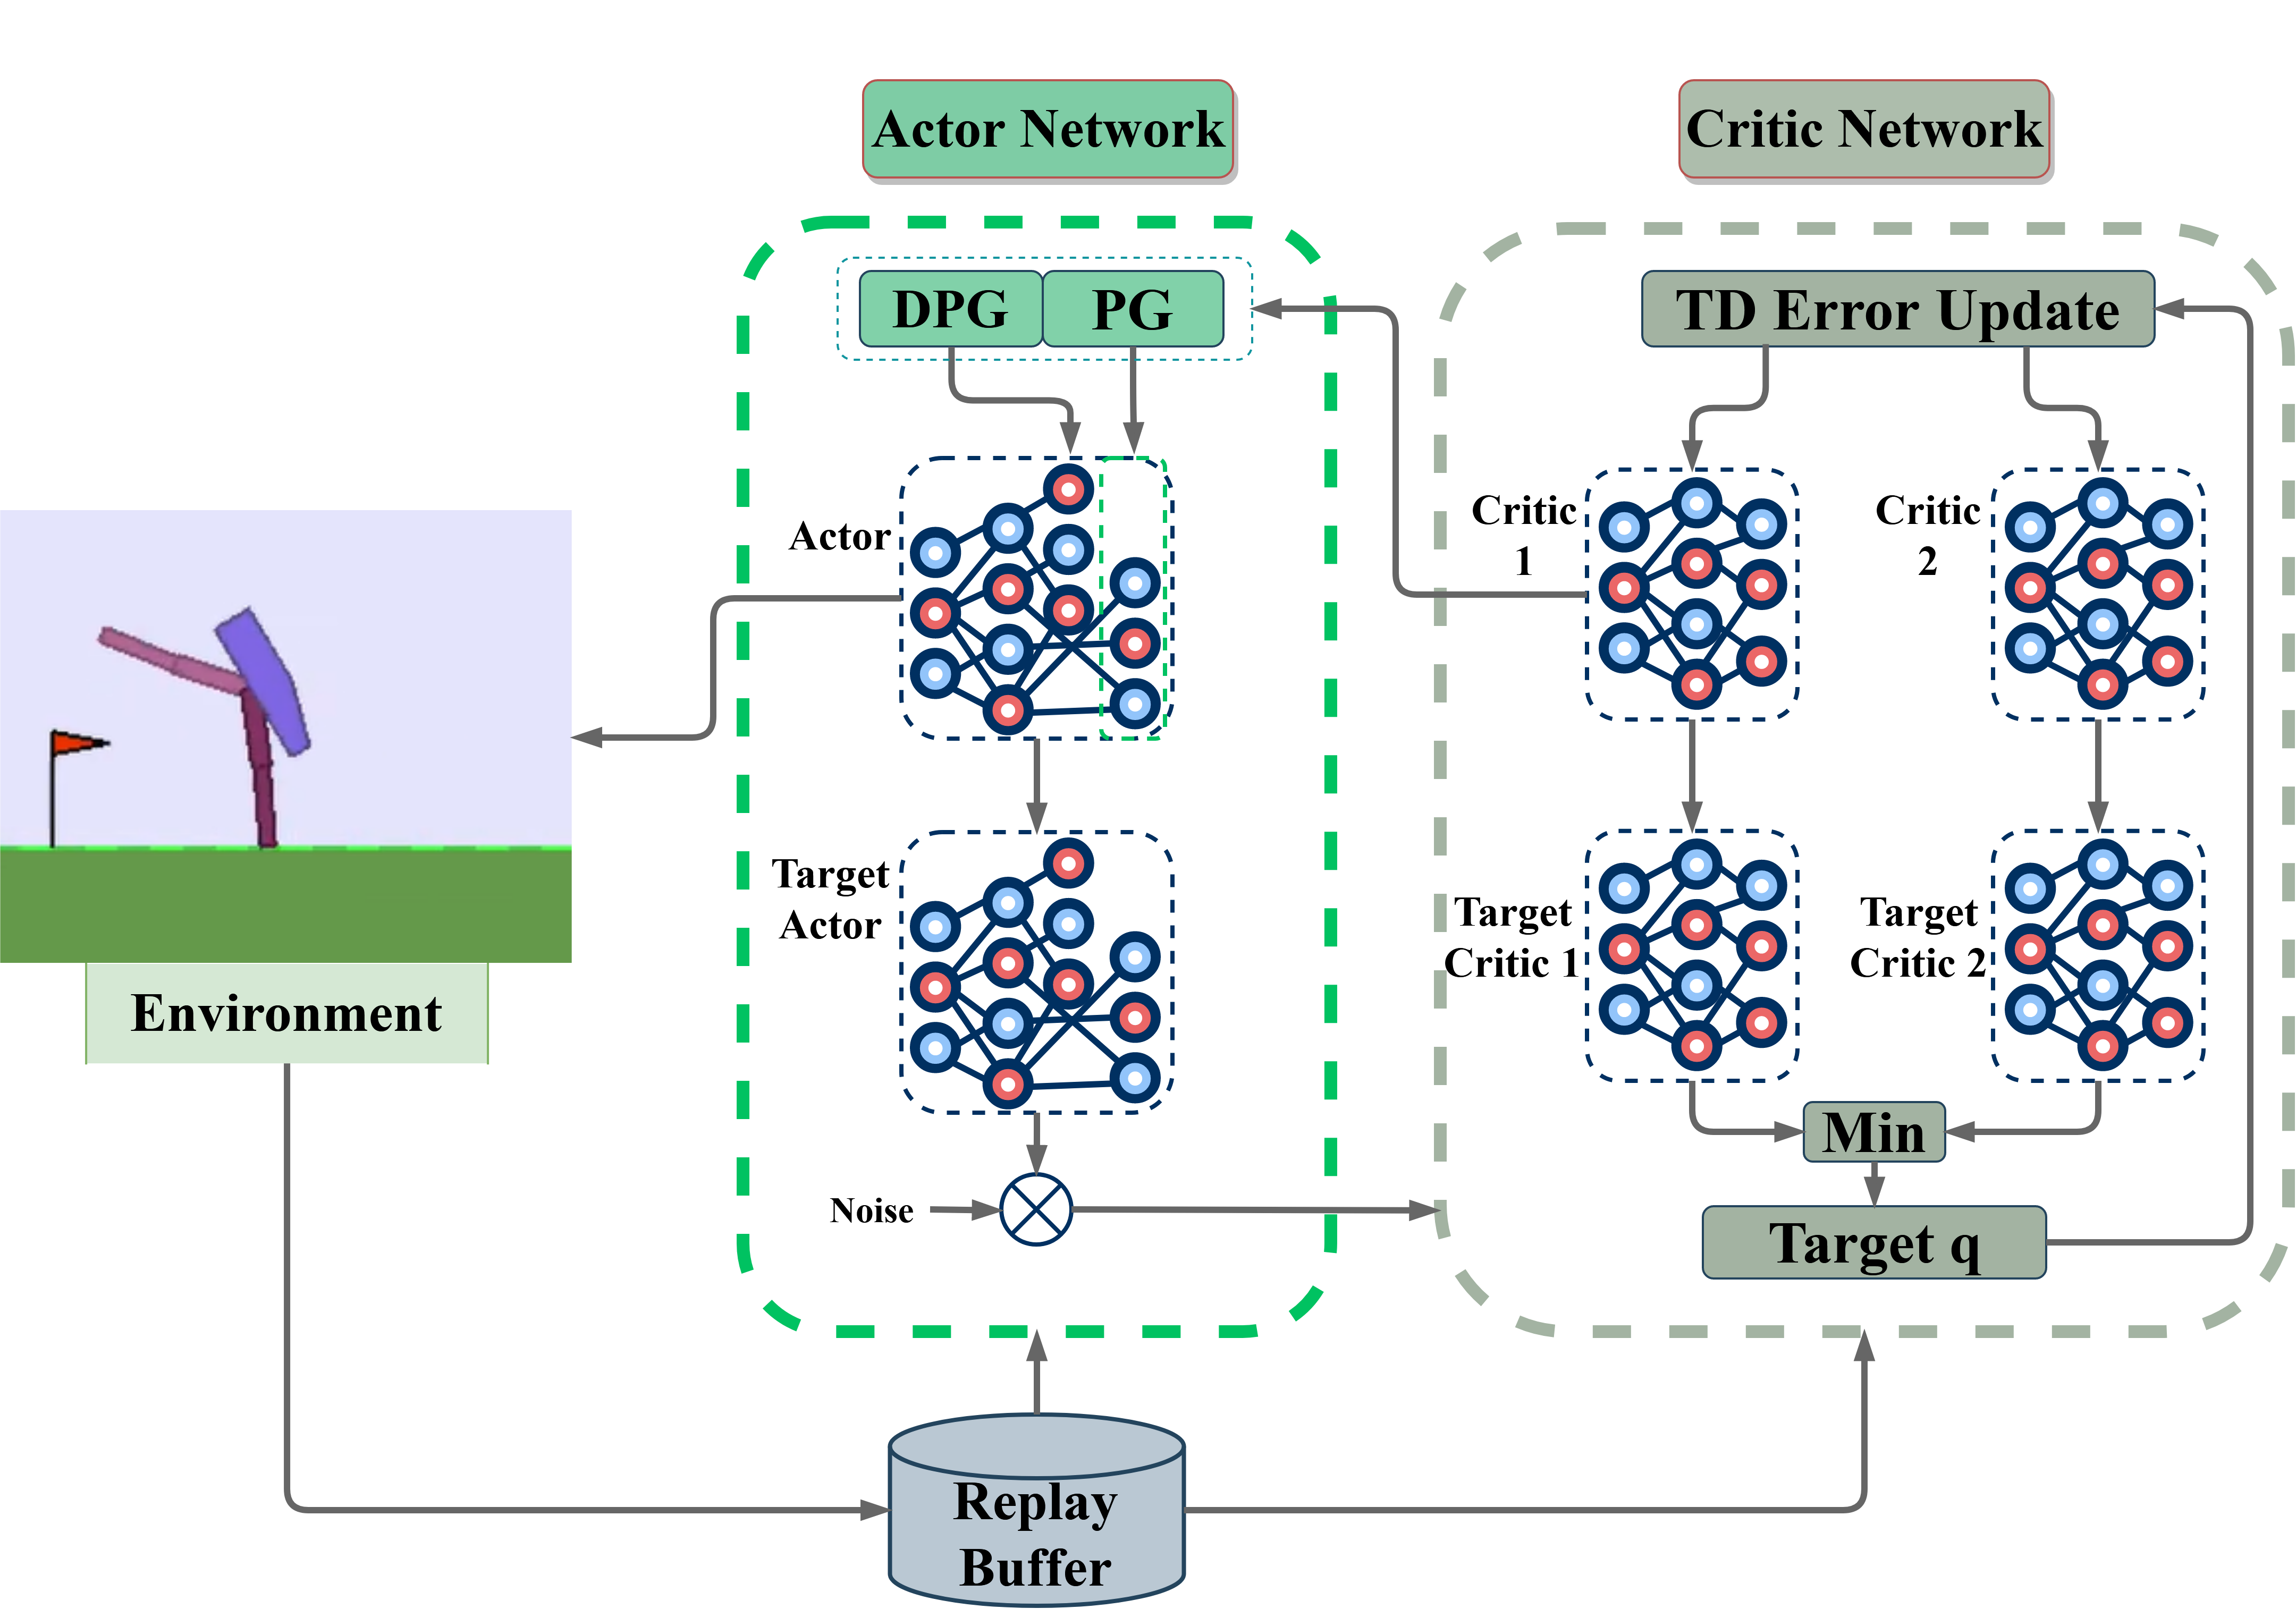 Actor Network
Critic Network
DPG
PG
TD Error Update
Actor
Critic
1
Critic
2
Target
Actor
Target
Critic 1
Target
Critic 2
Environment
Min
Noise
Target q
Replay
Buffer